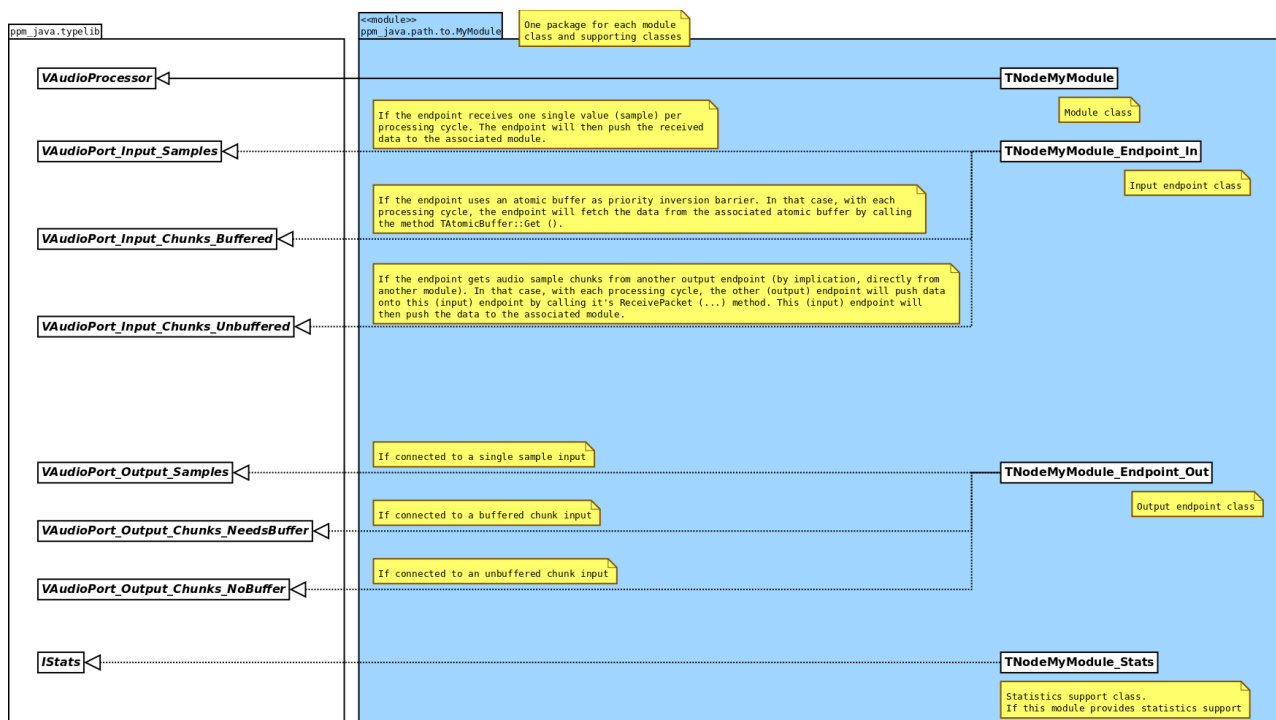 <<module>>
ppm_java.path.to.MyModule
One package for each module
class and supporting classes
ppm_java.typelib
VAudioProcessor
TNodeMyModule
Module class
If the endpoint receives one single value (sample) per
processing cycle. The endpoint will then push the received
data to the associated module.
VAudioPort_Input_Samples
TNodeMyModule_Endpoint_In
Input endpoint class
If the endpoint uses an atomic buffer as priority inversion barrier. In that case, with each
processing cycle, the endpoint will fetch the data from the associated atomic buffer by calling
the method TAtomicBuffer::Get ().
VAudioPort_Input_Chunks_Buffered
If the endpoint gets audio sample chunks from another output endpoint (by implication, directly from
another module). In that case, with each processing cycle, the other (output) endpoint will push data
onto this (input) endpoint by calling it's ReceivePacket (...) method. This (input) endpoint will
then push the data to the associated module.
VAudioPort_Input_Chunks_Unbuffered
If connected to a single sample input
VAudioPort_Output_Samples
TNodeMyModule_Endpoint_Out
Output endpoint class
If connected to a buffered chunk input
VAudioPort_Output_Chunks_NeedsBuffer
If connected to an unbuffered chunk input
VAudioPort_Output_Chunks_NoBuffer
IStats
TNodeMyModule_Stats
Statistics support class.
If this module provides statistics support